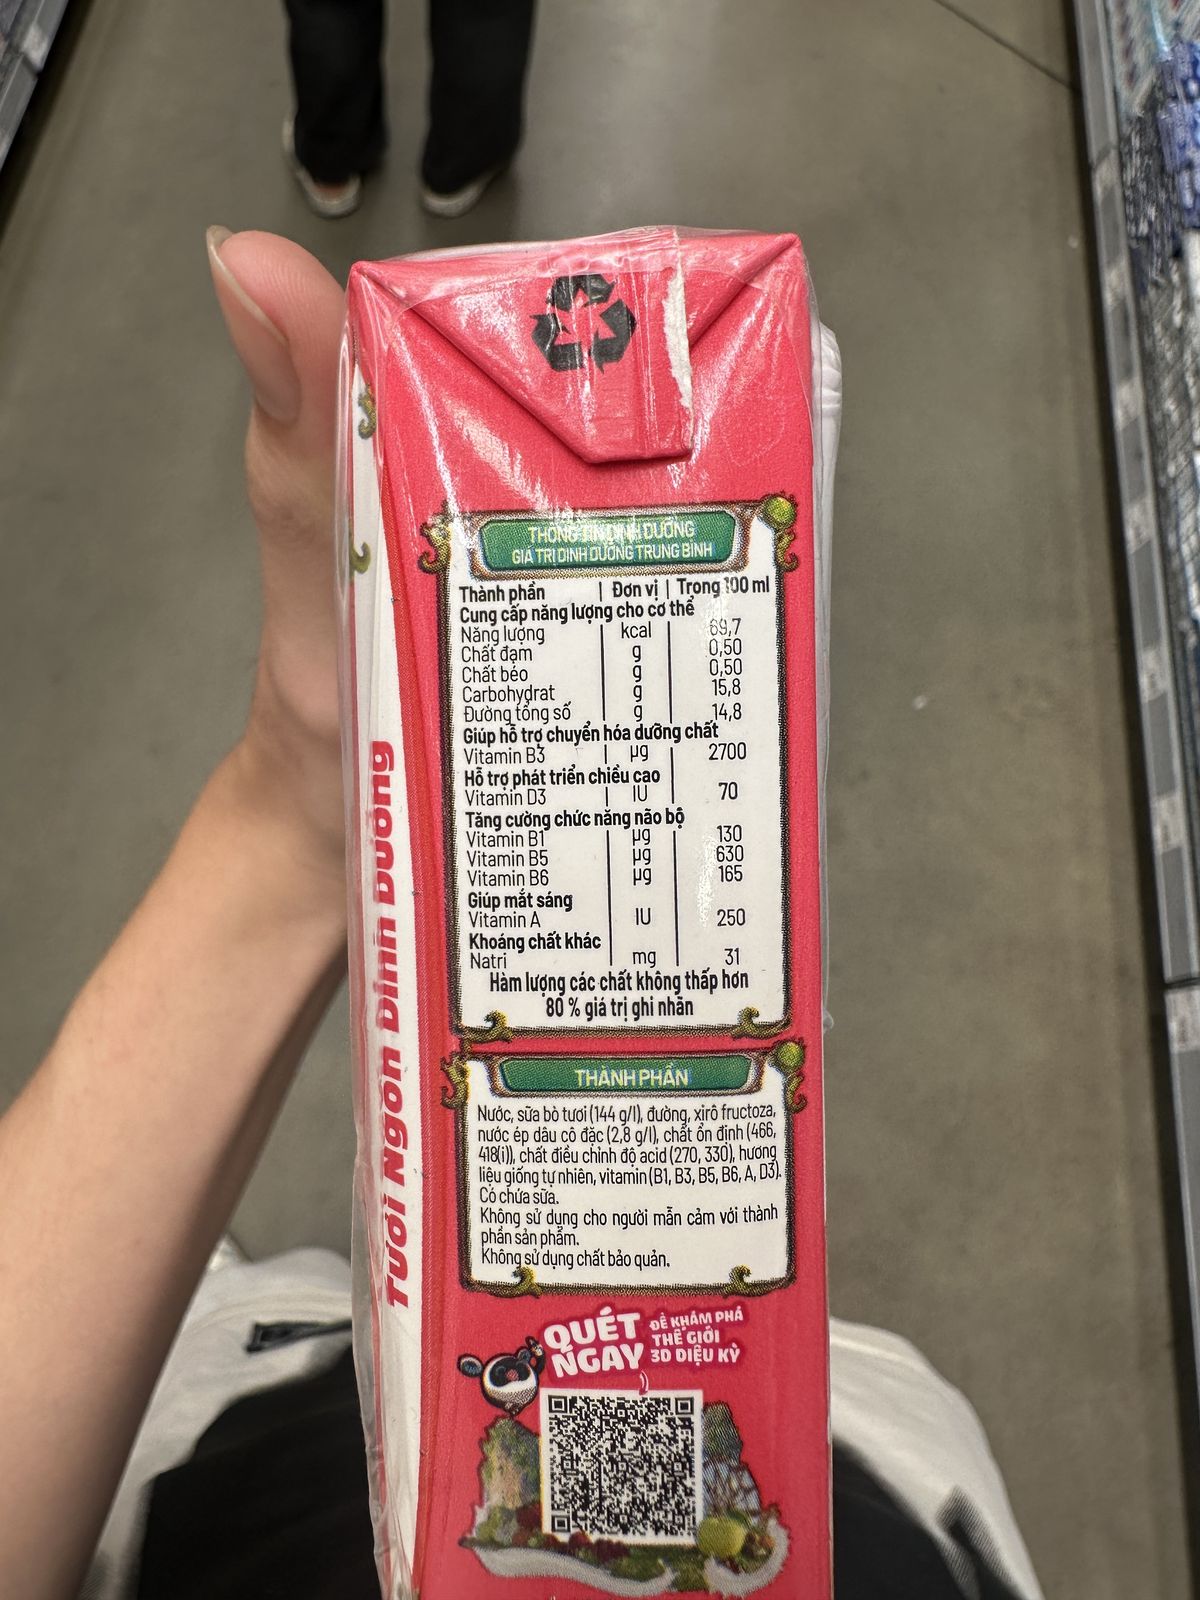 THÔNG TIN DINH DƯỠNG
GIÁ TRỊ DINH DƯỠNG TRUNG BÌNH
Thành phần | Đơn vị | Trong 100 ml
Cung cấp năng lượng cho cơ thể
Năng lượng kcal 69,7
Chất đạm g 0,50
Chất béo g 0,50
Carbohydrat g 15,8
Đường tổng số g 14,8
Giúp hỗ trợ chuyển hóa dưỡng chất
Vitamin B3 µg 2700
Hỗ trợ phát triển chiều cao
Vitamin D3 IU 70
Tăng cường chức năng não bộ
Vitamin B1 µg 130
Vitamin B5 µg 630
Vitamin B6 µg 165
Giúp mắt sáng
Vitamin A IU 250
Khoáng chất khác
Natri mg 31
Hàm lượng các chất không thấp hơn
80 % giá trị ghi nhãn
THÀNH PHẦN
Nước, sữa bò tươi (144 g/l), đường, xirô fructoza,
nước ép dâu cô đặc (2,8 g/l), chất ổn định (466,
418(i)), chất điều chỉnh độ acid (270, 330), hương
liệu giống tự nhiên, vitamin (B1, B3, B5, B6, A, D3).
Có chứa sữa.
Không sử dụng cho người mẫn cảm với thành
phần sản phẩm.
Không sử dụng chất bảo quản.
QUÉT NGAY
ĐỂ KHÁM PHÁ
THẾ GIỚI
3D DIỆU KỲ
Tươi Ngon Dinh Dưỡng